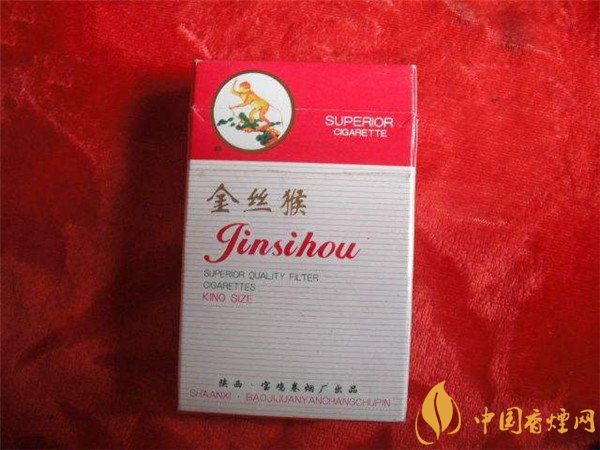 SUPERIOR
CIGARETTE
金丝猴
Jinsihou
SUPERIOR QUALITY FILTER
CIGARETTES
KING SIZE
陕西·宝鸡卷烟厂出品
SHAANXI · BAOJIJUANYANCHANGCHUPIN
中国香煙网